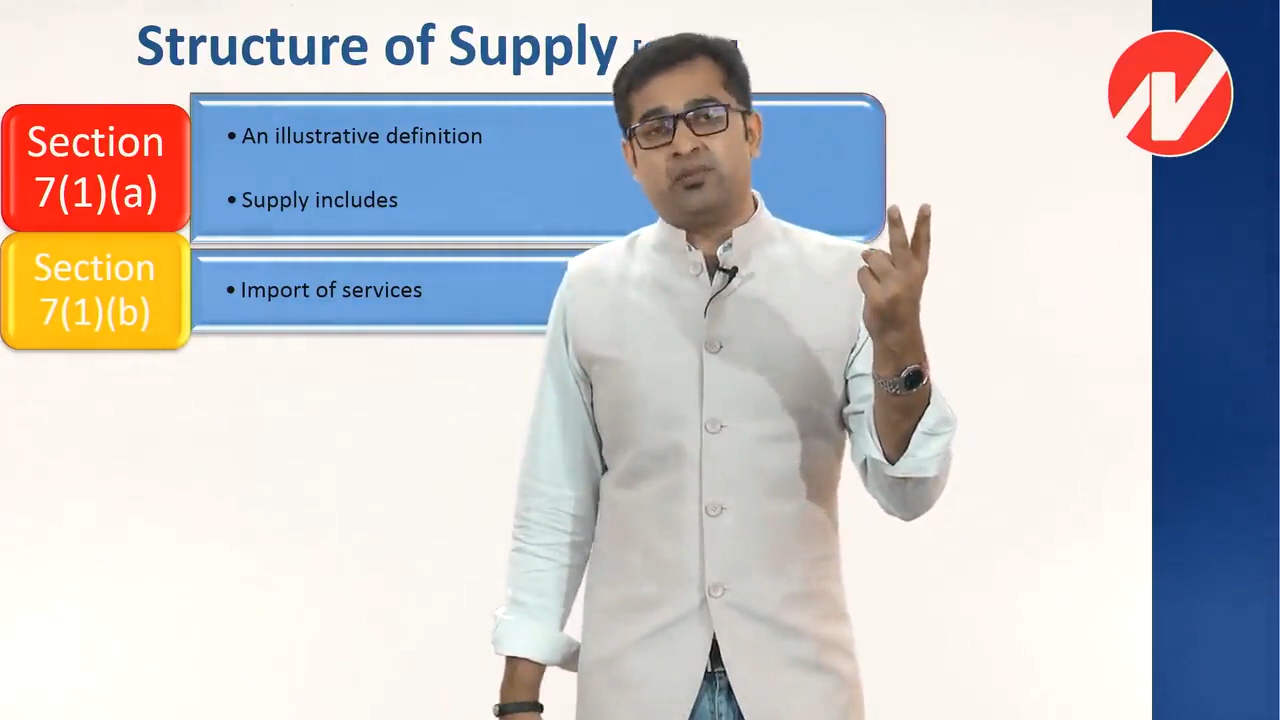 Structure of Supply
Section
7(1)(a)
• An illustrative definition
• Supply includes
Section
7(1)(b)
• Import of services